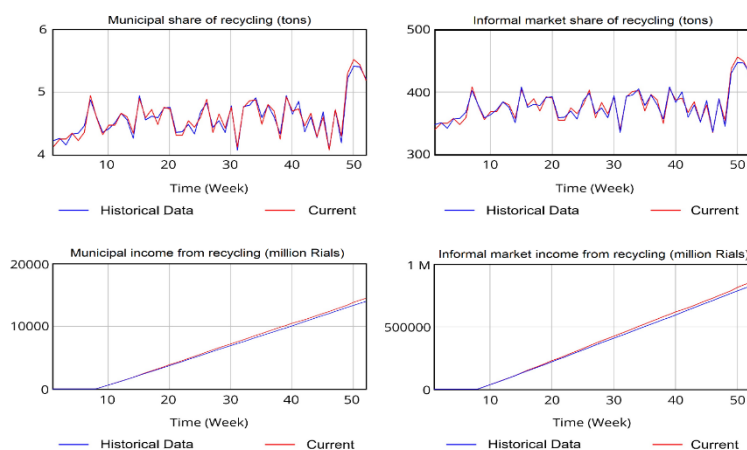 Municipal share of recycling (tons)
6
5
4
10 20 30 40 50
Time (Week)
Historical Data Current
Informal market share of recycling (tons)
500
400
300
10 20 30 40 50
Time (Week)
Historical Data Current
Municipal income from recycling (million Rials)
20000
10000
0
10 20 30 40 50
Time (Week)
Historical Data Current
Informal market income from recycling (million Rials)
1 M
500000
0
10 20 30 40 50
Time (Week)
Historical Data Current